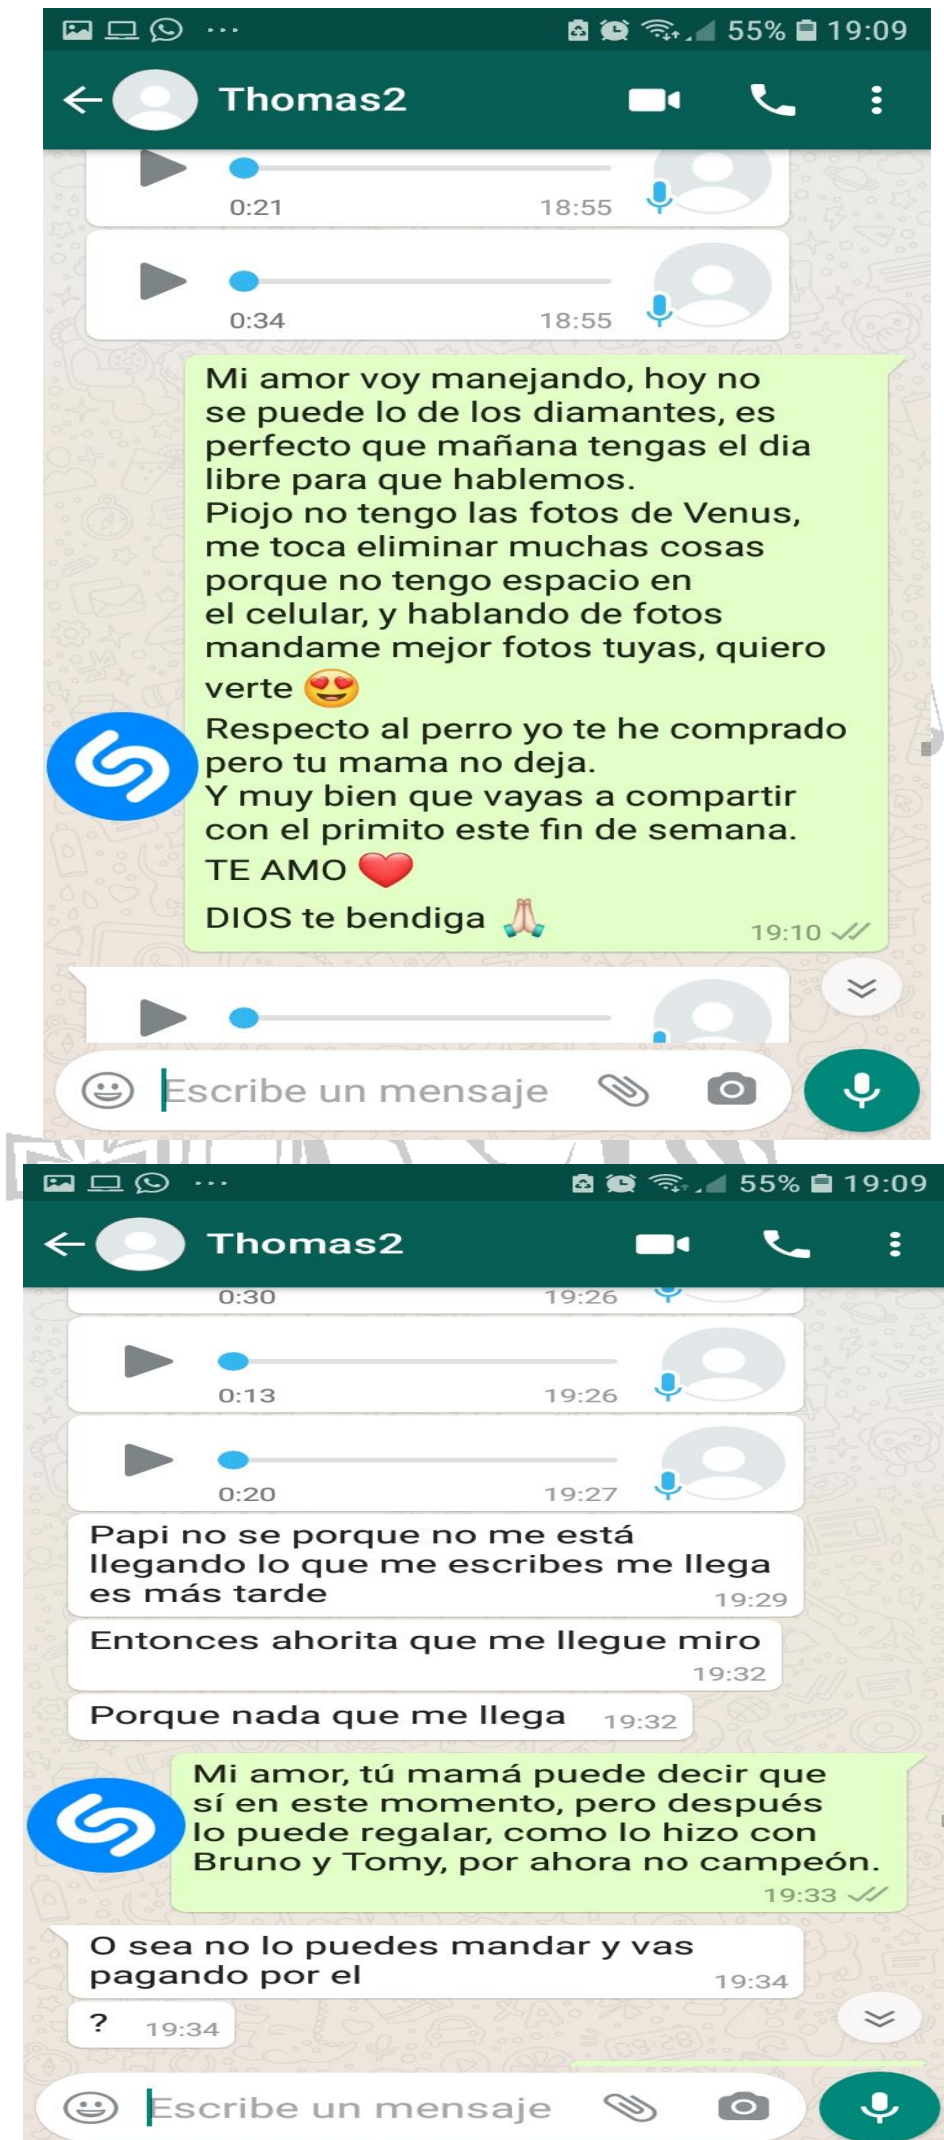 55% 19:09
Thomas2
0:21 18:55
0:34 18:55
Mi amor voy manejando, hoy no
se puede lo de los diamantes, es
perfecto que mañana tengas el dia
libre para que hablemos.
Piojo no tengo las fotos de Venus,
me toca eliminar muchas cosas
porque no tengo espacio en
el celular, y hablando de fotos
mandame mejor fotos tuyas, quiero
verte 😍
Respecto al perro yo te he comprado
pero tu mama no deja.
Y muy bien que vayas a compartir
con el primito este fin de semana.
TE AMO ❤️
DIOS te bendiga 🙏
19:10
Escribe un mensaje
55% 19:09
Thomas2
0:30 19:26
0:13 19:26
0:20 19:27
Papi no se porque no me está
llegando lo que me escribes me llega
es más tarde 19:29
Entonces ahorita que me llegue miro
19:32
Porque nada que me llega 19:32
Mi amor, tú mamá puede decir que
sí en este momento, pero después
lo puede regalar, como lo hizo con
Bruno y Tomy, por ahora no campeón.
19:33
O sea no lo puedes mandar y vas
pagando por el 19:34
? 19:34
Escribe un mensaje